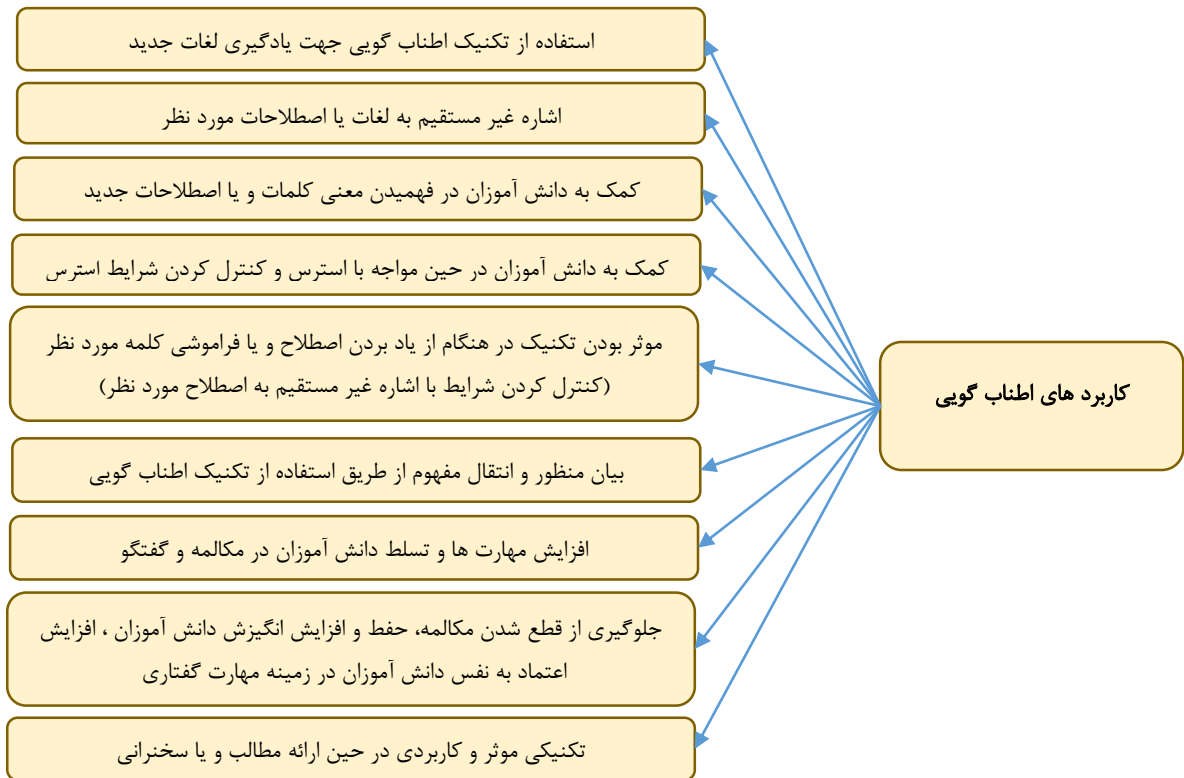 استفاده از تکنیک اطناب گویی جهت یادگیری لغات جدید
اشاره غیر مستقیم به لغات یا اصطلاحات مورد نظر
کمک به دانش آموزان در فهمیدن معنی کلمات و یا اصطلاحات جدید
کمک به دانش آموزان در حین مواجه با استرس و کنترل کردن شرایط استرس
موثر بودن تکنیک در هنگام از یاد بردن اصطلاح و یا فراموشی کلمه مورد نظر
(کنترل کردن شرایط با اشاره غیر مستقیم به اصطلاح مورد نظر)
کاربرد های اطناب گویی
بیان منظور و انتقال مفهوم از طریق استفاده از تکنیک اطناب گویی
افزایش مهارت ها و تسلط دانش آموزان در مکالمه و گفتگو
جلوگیری از قطع شدن مکالمه، حفط و افزایش انگیزش دانش آموزان ، افزایش
اعتماد به نفس دانش آموزان در زمینه مهارت گفتاری
تکنیکی موثر و کاربردی در حین ارائه مطالب و یا سخنرانی